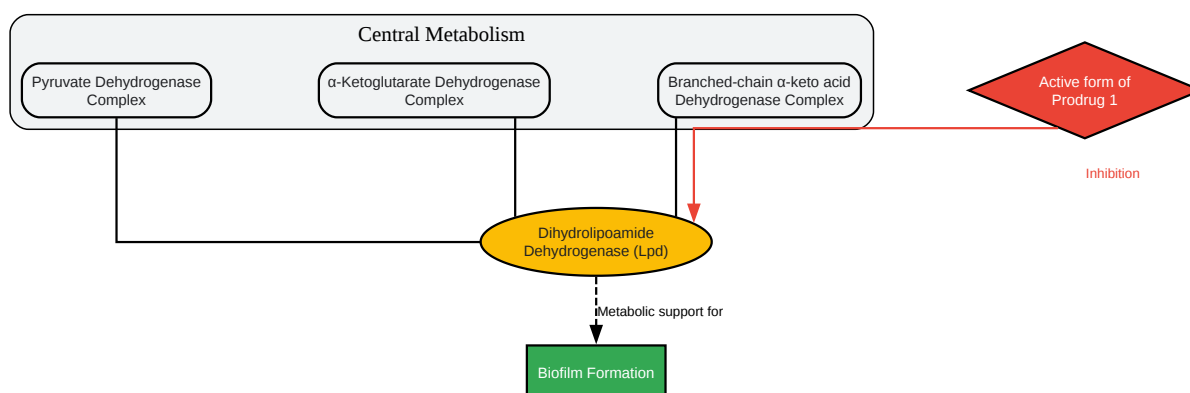 Central Metabolism
Pyruvate Dehydrogenase
Complex
α-Ketoglutarate Dehydrogenase
Complex
Branched-chain α-keto acid
Dehydrogenase Complex
Active form of
Prodrug 1
Inhibition
Dihydrolipoamide
Dehydrogenase (Lpd)
Metabolic support for
Biofilm Formation